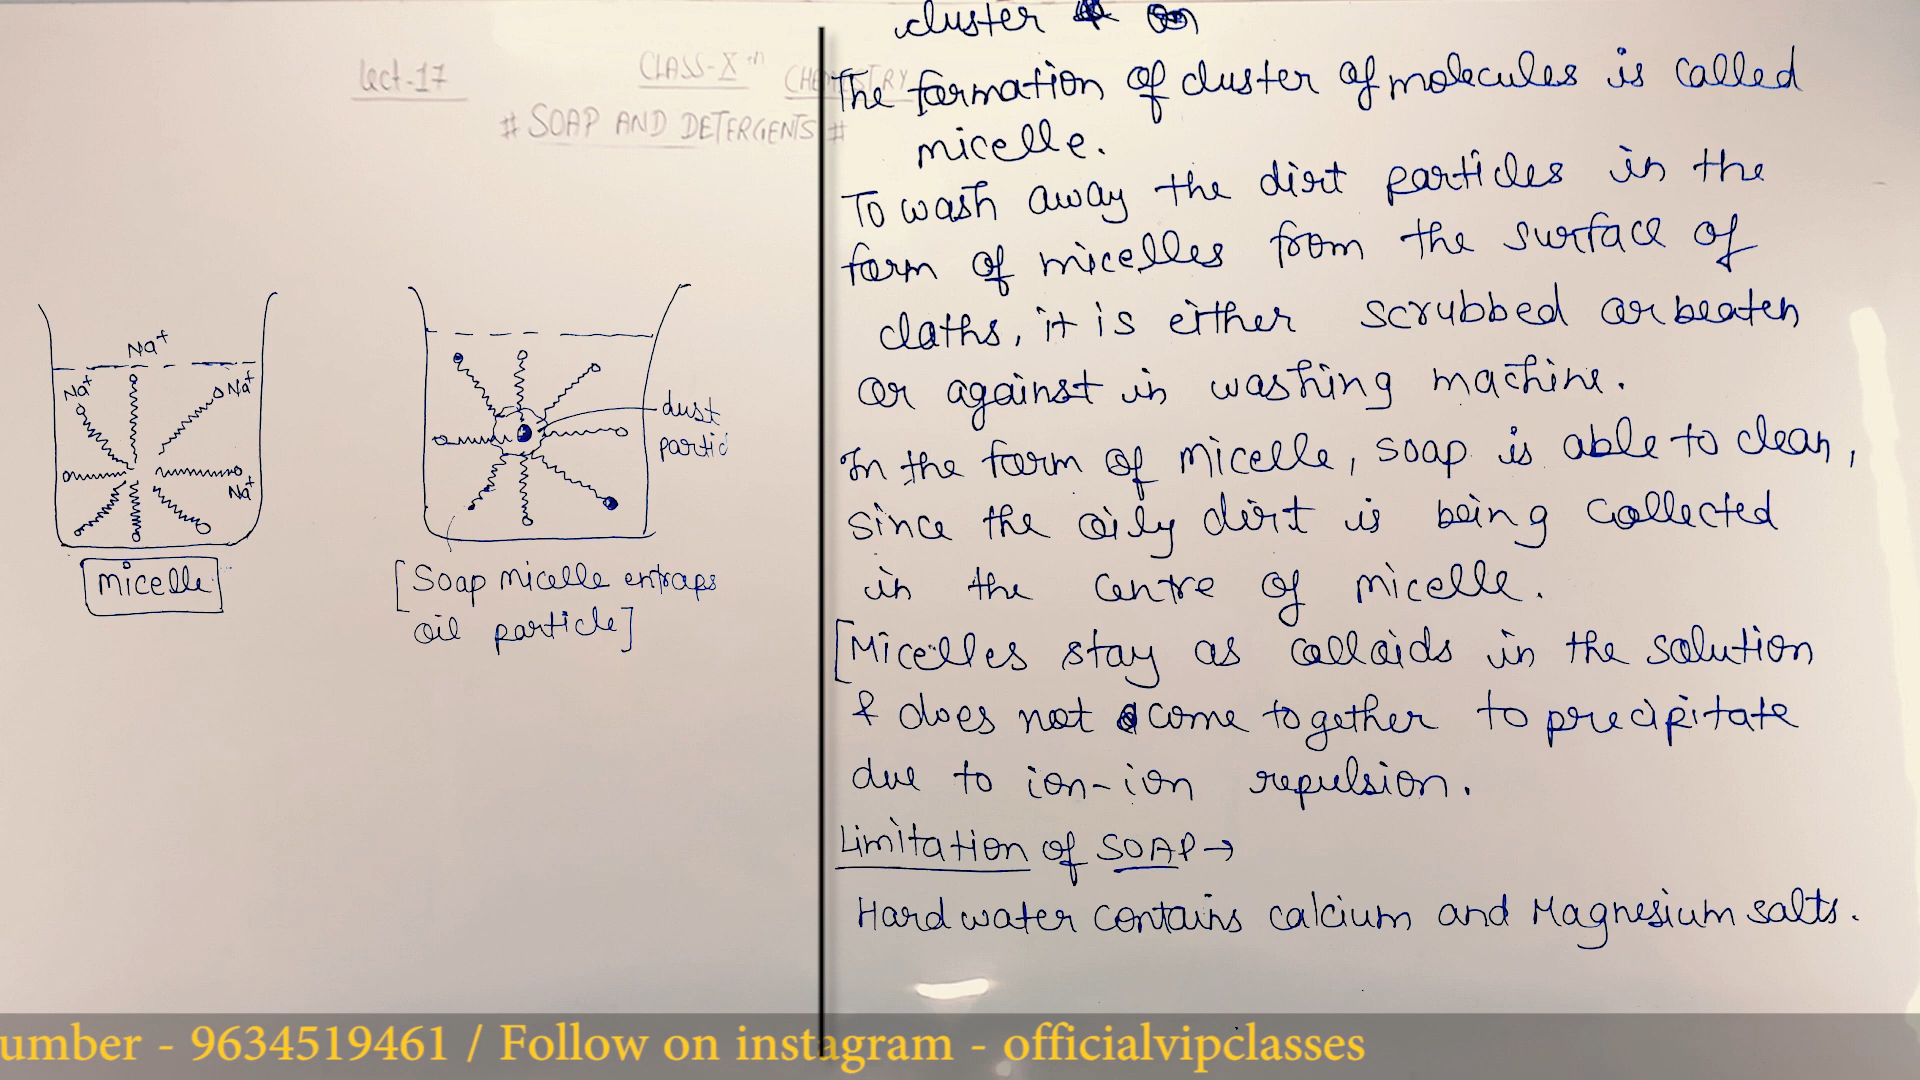 Lect-17
CLASS-Xth CHEMISTRY
# SOAP AND DETERGENTS #
Na+
Na+
Na+
Na+
micelle
dust
partic
[Soap micelle entraps
oil particle]
cluster
The formation of cluster of molecules is called
micelle.
To wash away the dirt particles in the
form of micelles from the surface of
cloths, it is either scrubbed or beaten
or against in washing machine.
In the form of micelle, soap is able to clean,
since the oily dirt is being collected
in the centre of micelle.
[Micelles stay as colloids in the solution
& does not come together to precipitate
due to ion-ion repulsion.
Limitation of SOAP →
Hard water contains calcium and Magnesium salts.
umber - 9634519461 / Follow on instagram - officialvipclasses